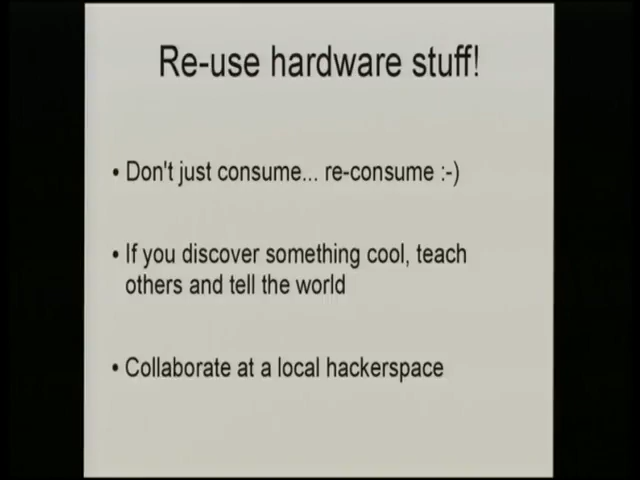 Re-use hardware stuff!
• Don't just consume... re-consume :-)
• If you discover something cool, teach
others and tell the world
• Collaborate at a local hackerspace